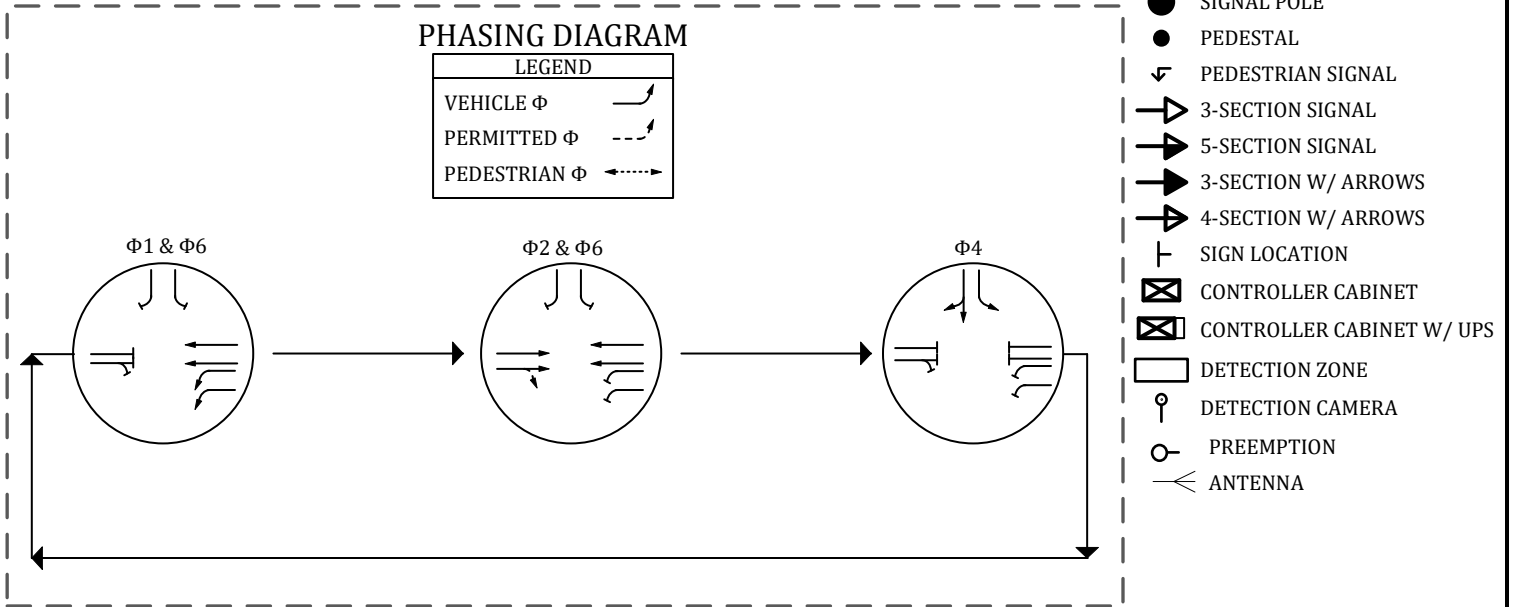 PHASING DIAGRAM
LEGEND
VEHICLE Φ
PERMITTED Φ
PEDESTRIAN Φ
Φ1 & Φ6
Φ2 & Φ6
Φ4
SIGNAL POLE
PEDESTAL
PEDESTRIAN SIGNAL
3-SECTION SIGNAL
5-SECTION SIGNAL
3-SECTION W/ ARROWS
4-SECTION W/ ARROWS
SIGN LOCATION
CONTROLLER CABINET
CONTROLLER CABINET W/ UPS
DETECTION ZONE
DETECTION CAMERA
PREEMPTION
ANTENNA